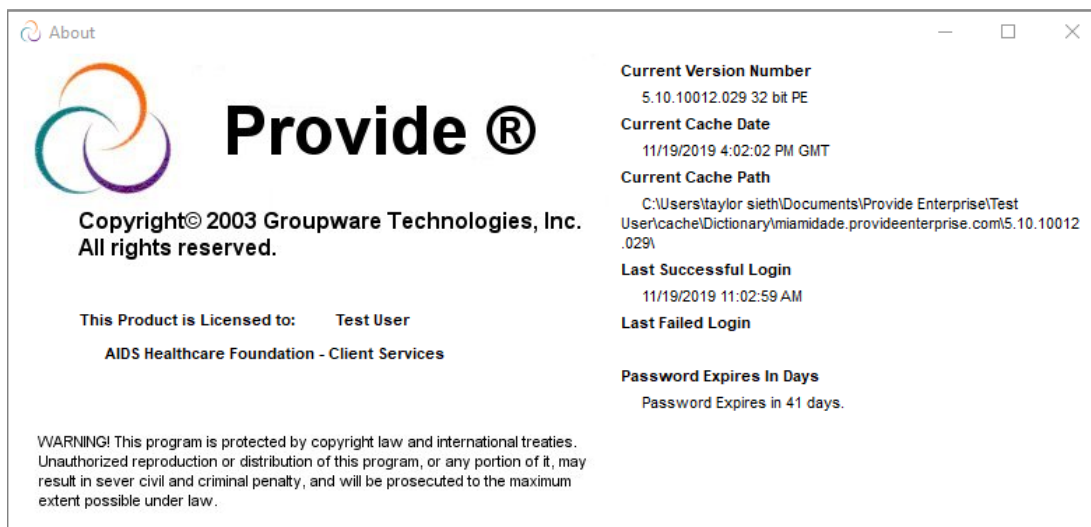 About
Provide ®
Copyright© 2003 Groupware Technologies, Inc.
All rights reserved.
This Product is Licensed to: Test User
AIDS Healthcare Foundation - Client Services
WARNING! This program is protected by copyright law and international treaties.
Unauthorized reproduction or distribution of this program, or any portion of it, may
result in sever civil and criminal penalty, and will be prosecuted to the maximum
extent possible under law.
Current Version Number
5.10.10012.029 32 bit PE
Current Cache Date
11/19/2019 4:02:02 PM GMT
Current Cache Path
C:\Users\taylor sieth\Documents\Provide Enterprise\Test
User\cache\Dictionary\miamidade.provideenterprise.com\5.10.10012
.029\
Last Successful Login
11/19/2019 11:02:59 AM
Last Failed Login
Password Expires In Days
Password Expires in 41 days.